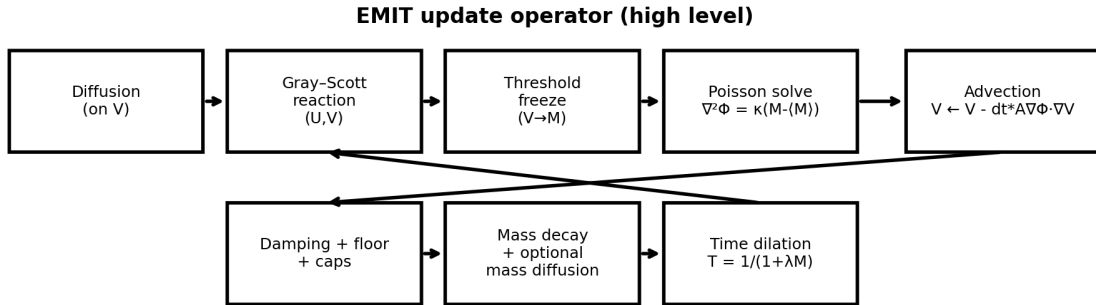 EMIT update operator (high level)
Diffusion
(on V)
Gray–Scott
reaction
(U,V)
Threshold
freeze
(V→M)
Poisson solve
∇²Φ = κ(M-⟨M⟩)
Advection
V ← V - dt*A∇Φ·∇V
Damping + floor
+ caps
Mass decay
+ optional
mass diffusion
Time dilation
T = 1/(1+λM)